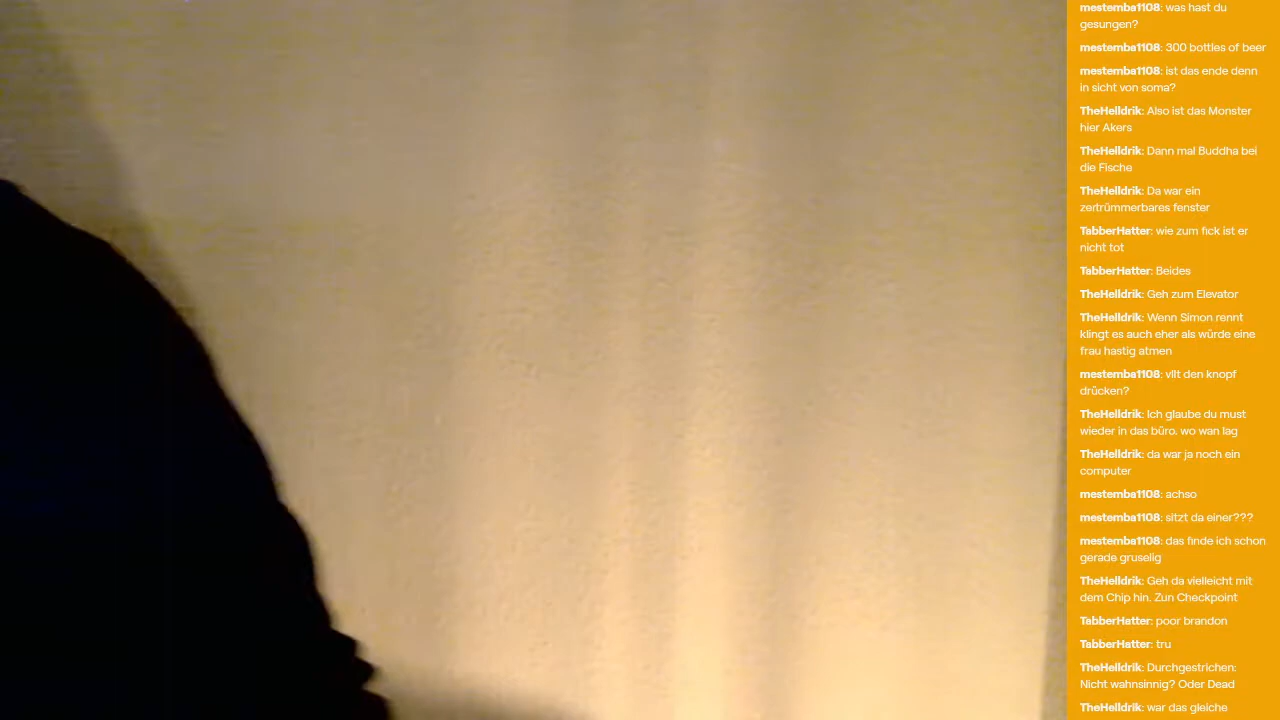 mestemba1108: was hast du
gesungen?
mestemba1108: 300 bottles of beer
mestemba1108: ist das ende denn
in sicht von soma?
TheHelldrik: Also ist das Monster
hier Akers
TheHelldrik: Dann mal Buddha bei
die Fische
TheHelldrik: Da war ein
zertrümmerbares fenster
TabberHatter: wie zum fick ist er
nicht tot
TabberHatter: Beides
TheHelldrik: Geh zum Elevator
TheHelldrik: Wenn Simon rennt
klingt es auch eher als würde eine
frau hastig atmen
mestemba1108: vllt den knopf
drücken?
TheHelldrik: Ich glaube du must
wieder in das büro. wo wan lag
TheHelldrik: da war ja noch ein
computer
mestemba1108: achso
mestemba1108: sitzt da einer???
mestemba1108: das finde ich schon
gerade gruselig
TheHelldrik: Geh da vielleicht mit
dem Chip hin. Zun Checkpoint
TabberHatter: poor brandon
TabberHatter: tru
TheHelldrik: Durchgestrichen:
Nicht wahnsinnig? Oder Dead
TheHelldrik: war das gleiche